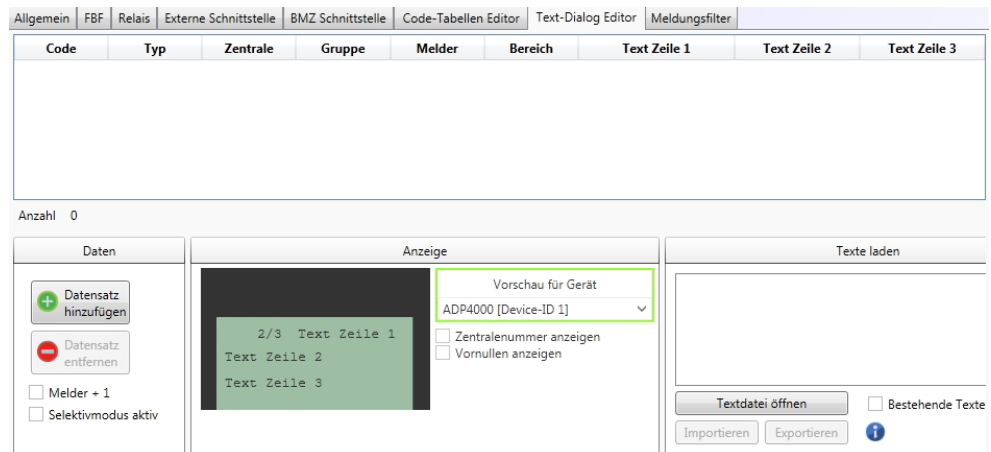 Allgemein FBF Relais Externe Schnittstelle BMZ Schnittstelle Code-Tabellen Editor Text-Dialog Editor Meldungsfilter
Code Typ Zentrale Gruppe Melder Bereich Text Zeile 1 Text Zeile 2 Text Zeile 3
Anzahl 0
Daten
Datensatz
hinzufügen
Datensatz
entfernen
Melder + 1
Selektivmodus aktiv
Anzeige
2/3 Text Zeile 1
Text Zeile 2
Text Zeile 3
Vorschau für Gerät
ADP4000 [Device-ID 1]
Zentralenummer anzeigen
Vornullen anzeigen
Texte laden
Textdatei öffnen
Bestehende Texte
Importieren Exportieren